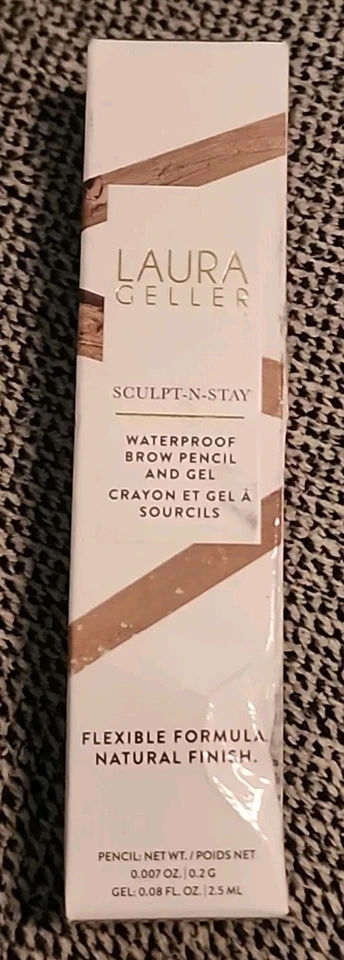 LAURA
GELLER
SCULPT-N-STAY
WATERPROOF
BROW PENCIL
AND GEL
CRAYON ET GEL À
SOURCILS
FLEXIBLE FORMULA.
NATURAL FINISH.
PENCIL: NET WT. / POIDS NET
0.007 OZ. | 0.2 G
GEL: 0.08 FL. OZ. | 2.5 ML